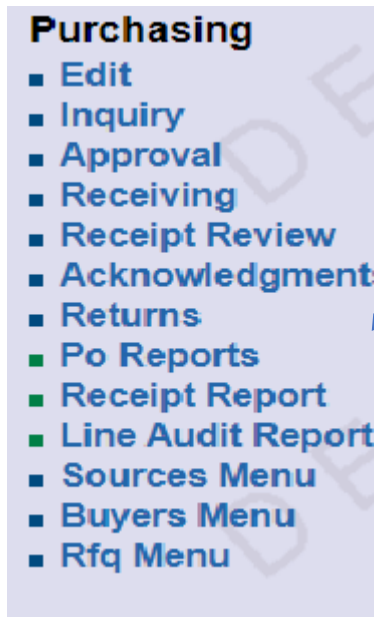 Purchasing
Edit
Inquiry
Approval
Receiving
Receipt Review
Acknowledgments
Returns
Po Reports
Receipt Report
Line Audit Report
Sources Menu
Buyers Menu
Rfq Menu